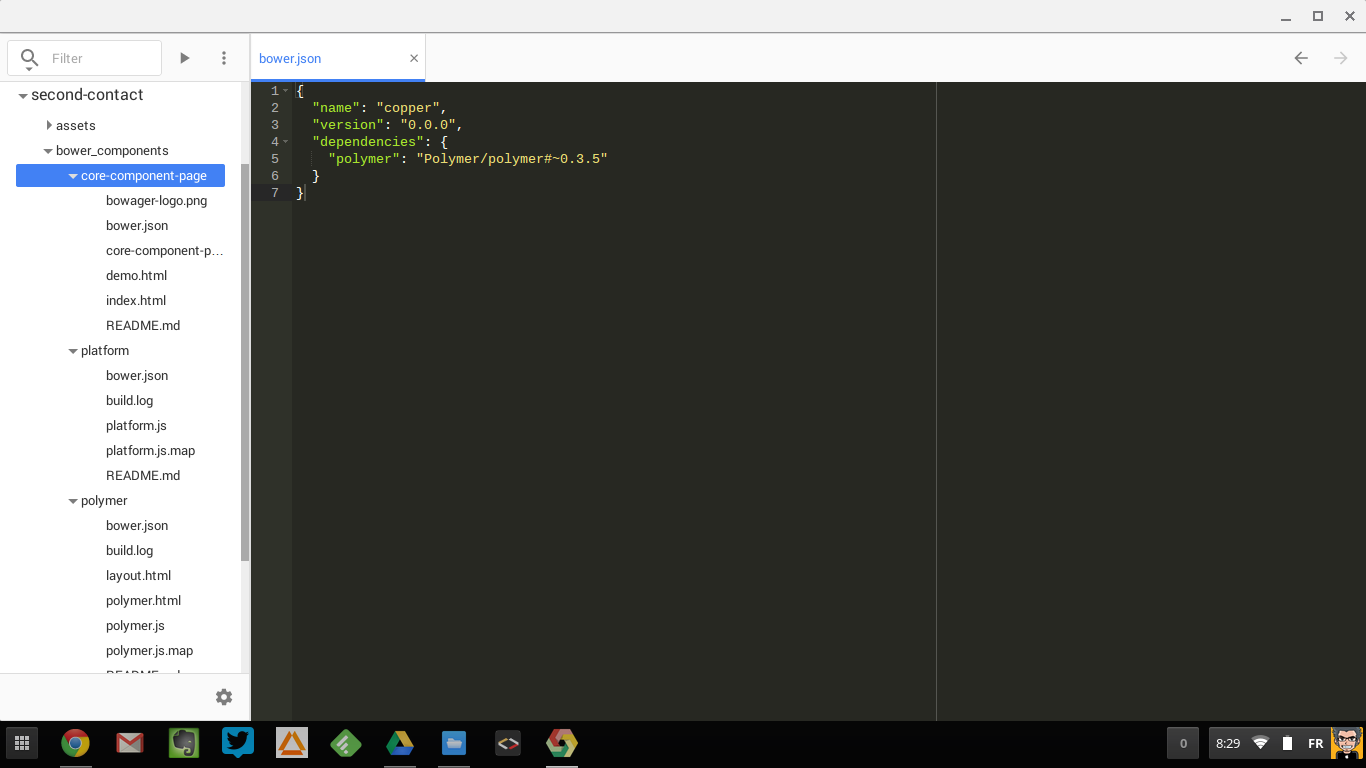 Filter
second-contact
assets
bower_components
core-component-page
bowager-logo.png
bower.json
core-component-p...
demo.html
index.html
README.md
platform
bower.json
build.log
platform.js
platform.js.map
README.md
polymer
bower.json
build.log
layout.html
polymer.html
polymer.js
polymer.js.map
README.md
bower.json
1 {
2 "name": "copper",
3 "version": "0.0.0",
4 "dependencies": {
5 "polymer": "Polymer/polymer#~0.3.5"
6 }
7 }
0
8:29
FR